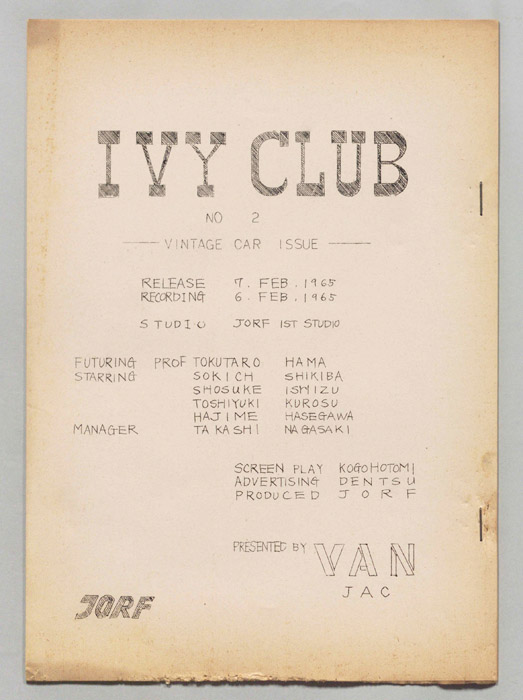 IVY CLUB
NO 2
VINTAGE CAR ISSUE
RELEASE 7. FEB. 1965
RECORDING 6. FEB. 1965
STUDIO JORF 1ST STUDIO
FUTURING PROF TOKUTARO HAMA
STARRING SOKICH SHIKIBA
SHOSUKE ISHIZU
TOSHIYUKI KUROSU
HAJIME HASEGAWA
MANAGER TAKASHI NAGASAKI
SCREEN PLAY KOGO HOTOMI
ADVERTISING DENTSU
PRODUCED JORF
PRESENTED BY VAN
JAC
JORF